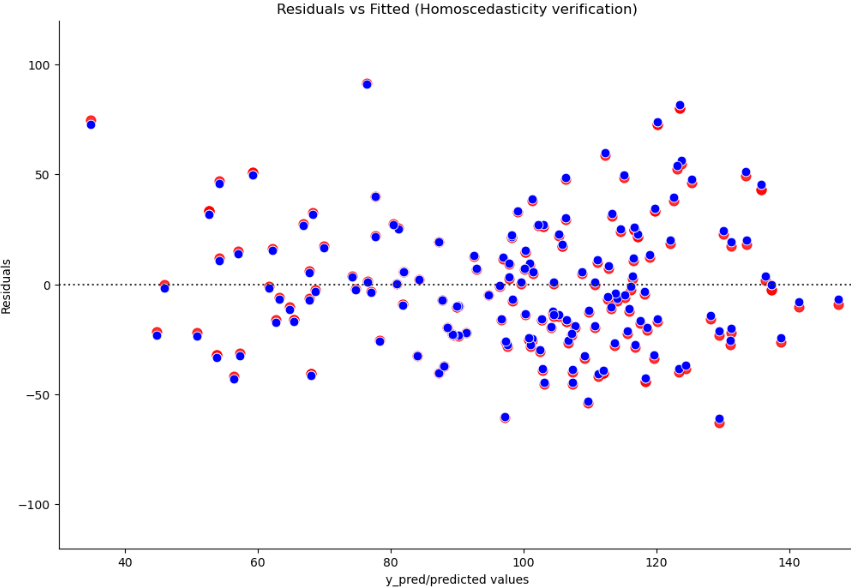 Residuals vs Fitted (Homoscedasticity verification)
100
50
0
−50
−100
Residuals
40 60 80 100 120 140
y_pred/predicted values